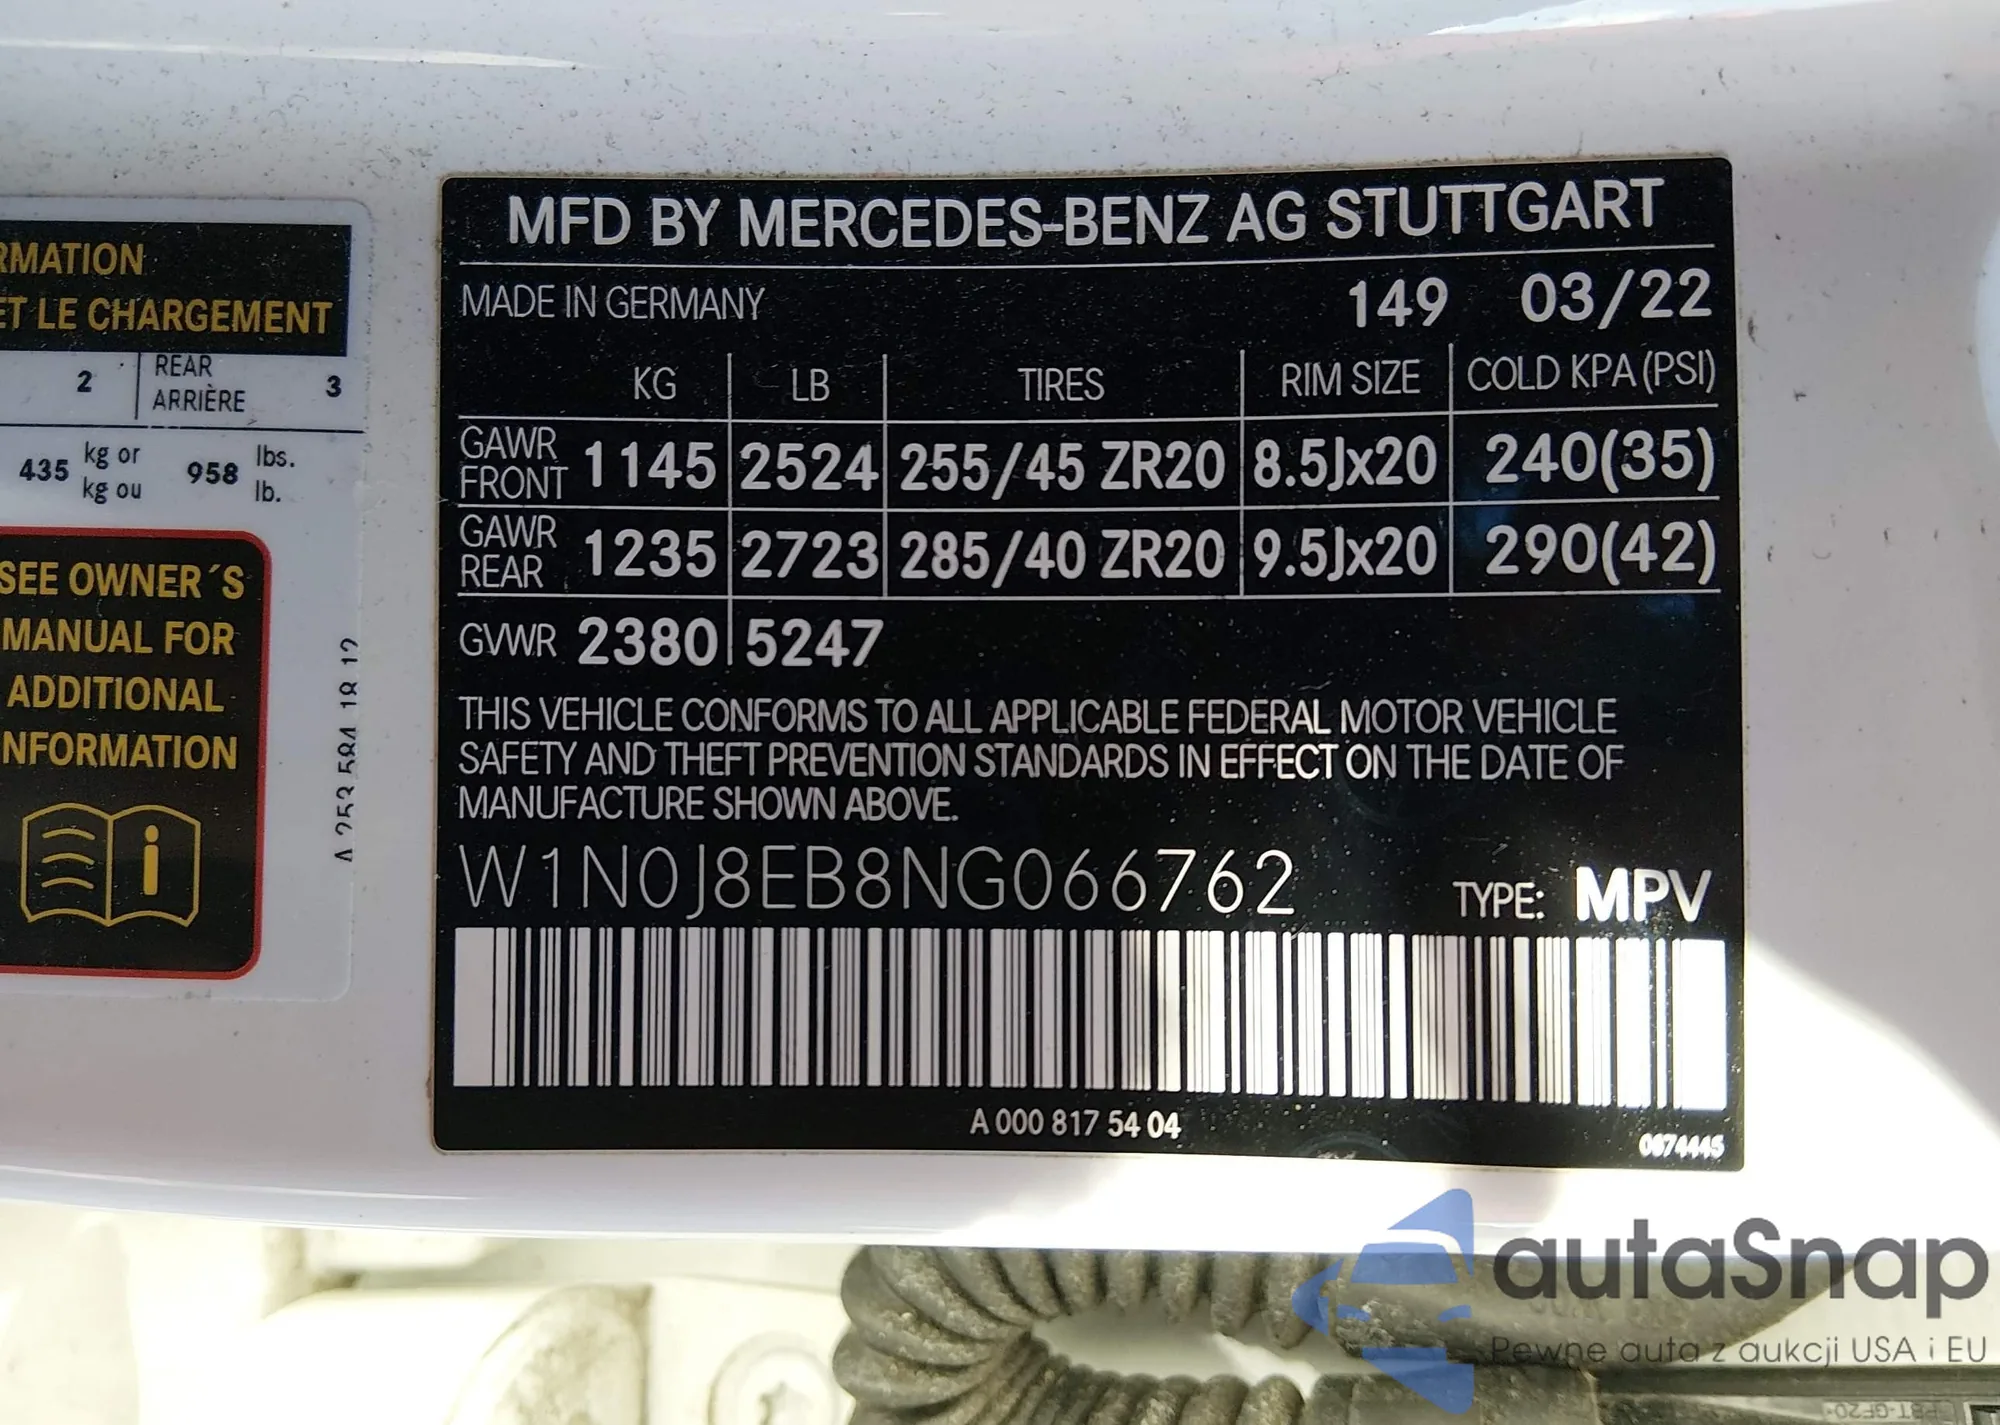 RMATION
ET LE CHARGEMENT
2 REAR
ARRIÈRE 3
435 kg or
kg ou 958 lbs.
lb.
SEE OWNER´S
MANUAL FOR
ADDITIONAL
NFORMATION
A 253 584 18 12
MFD BY MERCEDES-BENZ AG STUTTGART
MADE IN GERMANY 149 03/22
KG LB TIRES RIM SIZE COLD KPA (PSI)
GAWR
FRONT 1145 2524 255/45 ZR20 8.5Jx20 240(35)
GAWR
REAR 1235 2723 285/40 ZR20 9.5Jx20 290(42)
GVWR 2380 5247
THIS VEHICLE CONFORMS TO ALL APPLICABLE FEDERAL MOTOR VEHICLE
SAFETY AND THEFT PREVENTION STANDARDS IN EFFECT ON THE DATE OF
MANUFACTURE SHOWN ABOVE.
W1N0J8EB8NG066762 TYPE: MPV
A 000 817 54 04
0674445
autaSnap
Pewne auta z aukcji USA i EU